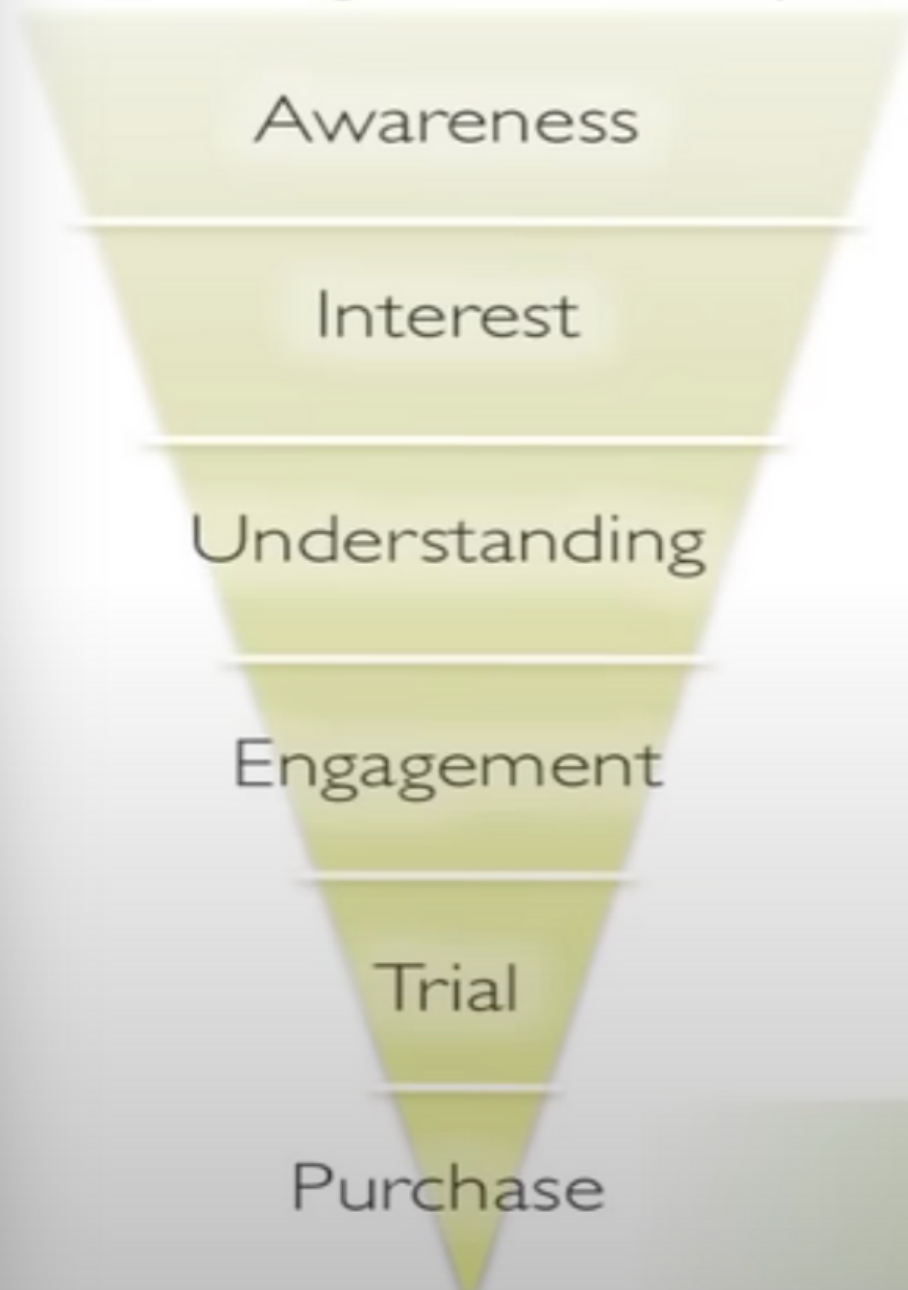 Awareness
Interest
Understanding
Engagement
Trial
Purchase